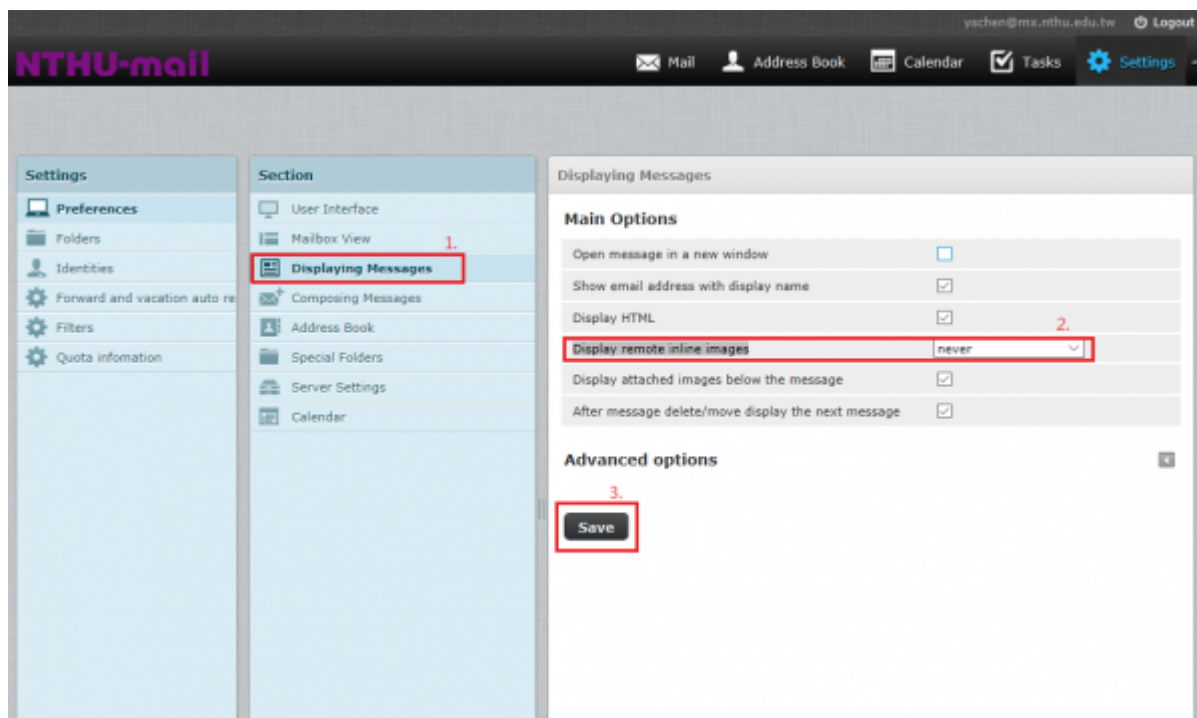 yschen@mx.nthu.edu.tw Logout
NTHU-mail
Mail Address Book Calendar Tasks Settings
Settings
Preferences
Folders
Identities
Forward and vacation auto re
Filters
Quota infomation
Section
User Interface
Mailbox View
1.
Displaying Messages
Composing Messages
Address Book
Special Folders
Server Settings
Calendar
Displaying Messages
Main Options
Open message in a new window
Show email address with display name
Display HTML
2.
Display remote inline images never
Display attached images below the message
After message delete/move display the next message
Advanced options
3.
Save